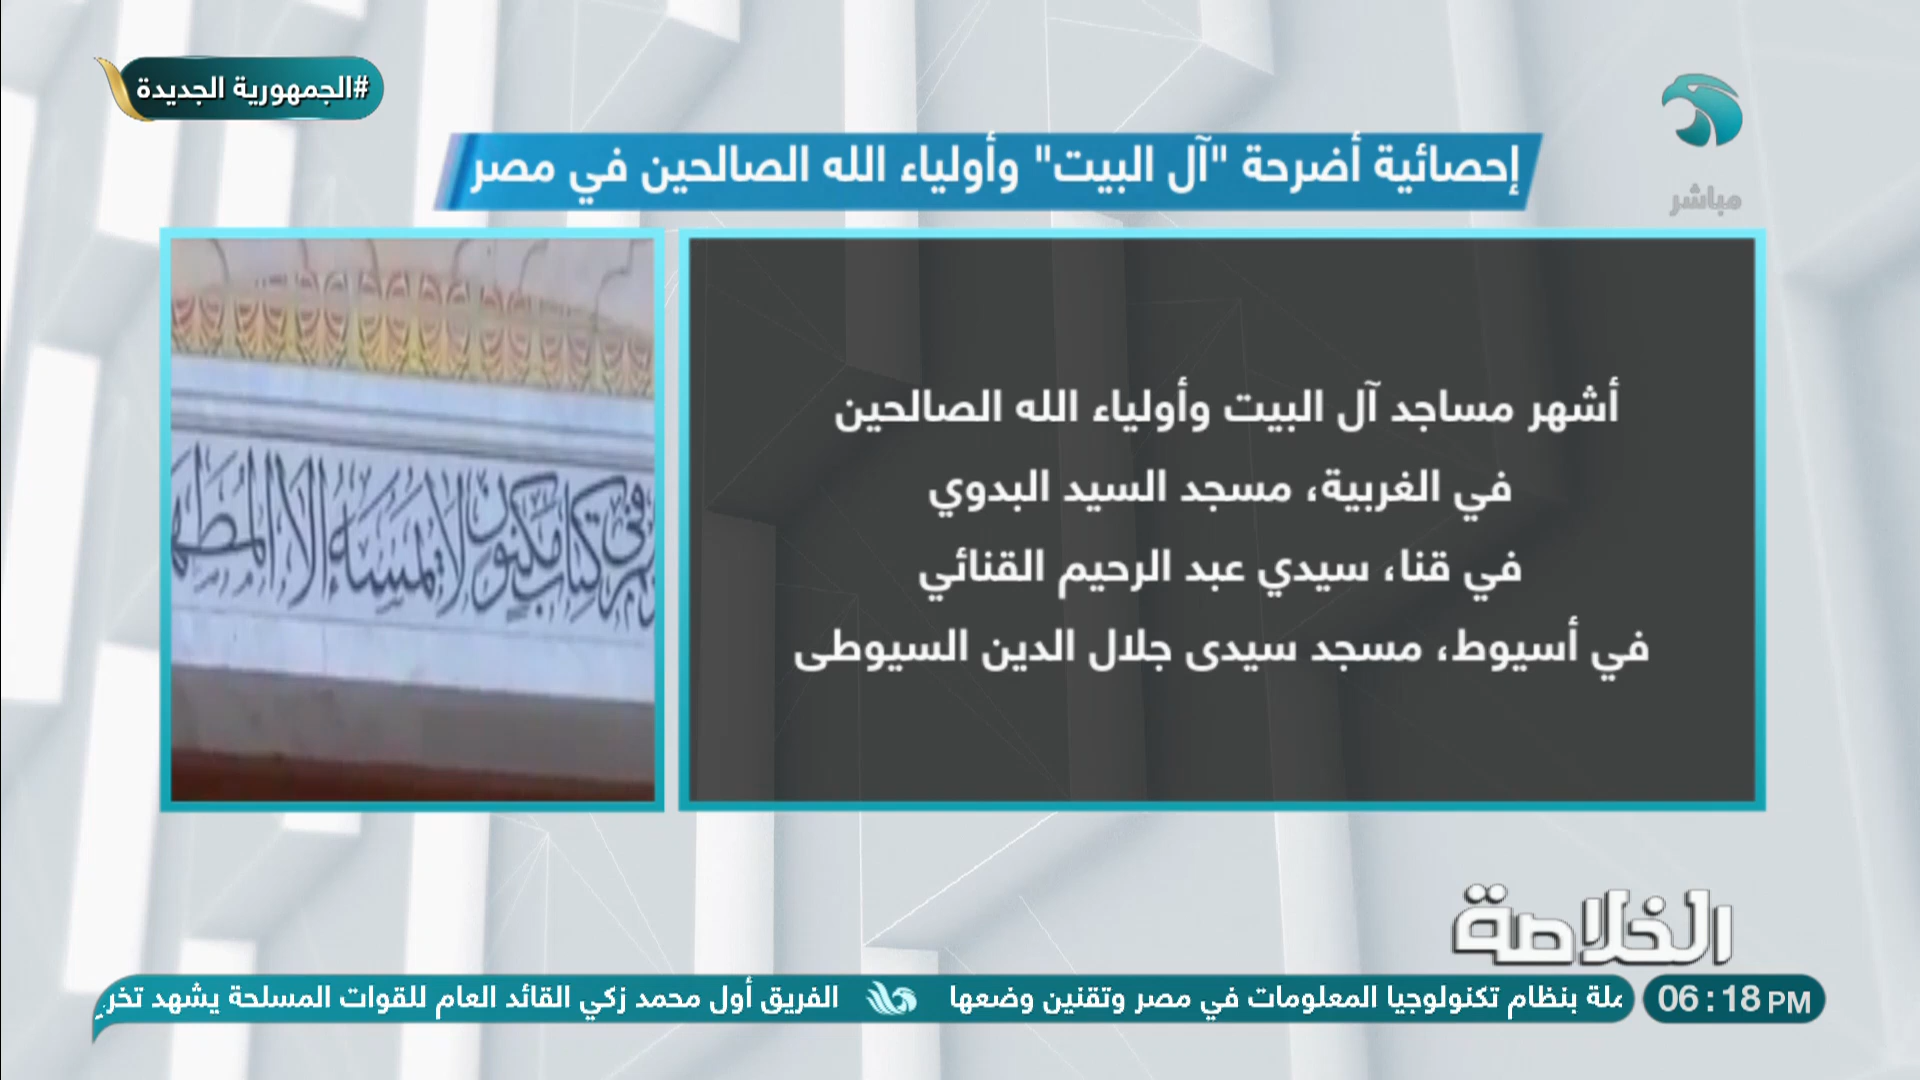 #الجمهورية الجديدة
مباشر
إحصائية أضرحة "آل البيت" وأولياء الله الصالحين في مصر
أشهر مساجد آل البيت وأولياء الله الصالحين
في الغربية، مسجد السيد البدوي
في قنا، سيدي عبد الرحيم القنائي
في أسيوط، مسجد سيدى جلال الدين السيوطى
في كتاب مكنون لا يمسه إلا المطه
الخلاصة
06:18 PM
ملة بنظام تكنولوجيا المعلومات في مصر وتقنين وضعها
الفريق أول محمد زكي القائد العام للقوات المسلحة يشهد تخر